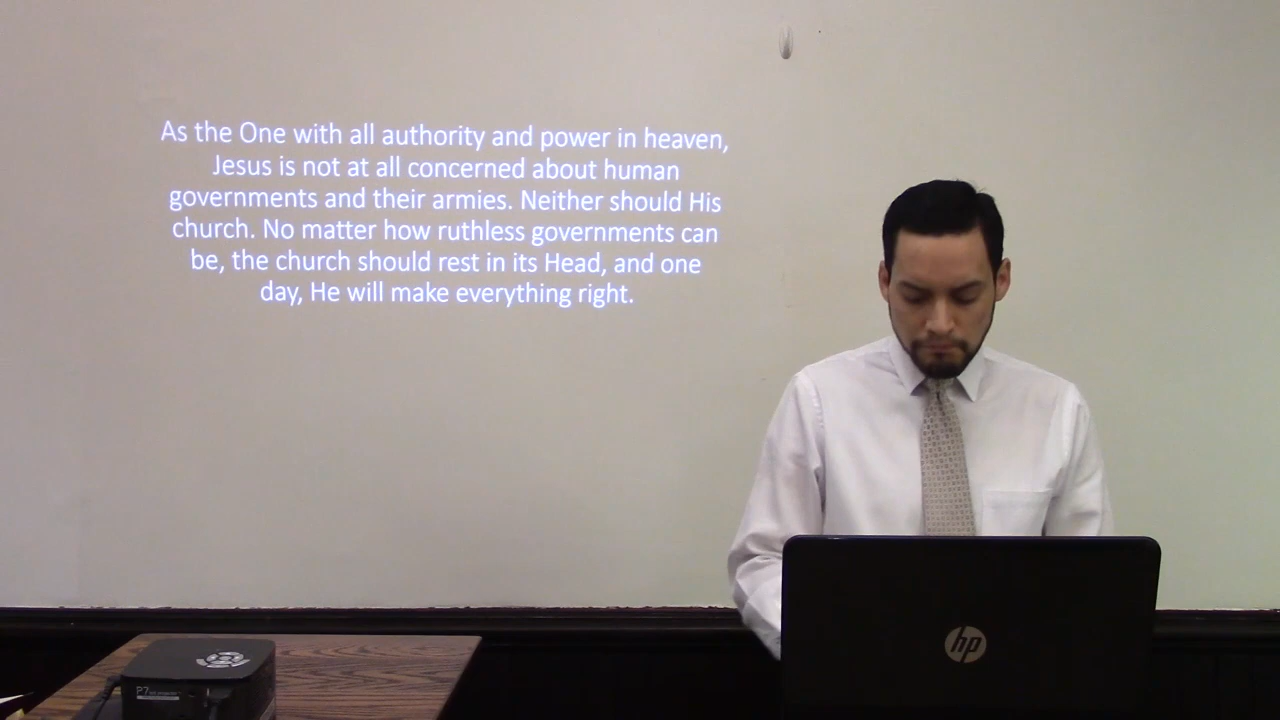 As the One with all authority and power in heaven,
Jesus is not at all concerned about human
governments and their armies. Neither should His
church. No matter how ruthless governments can
be, the church should rest in its Head, and one
day, He will make everything right.
hp
P7